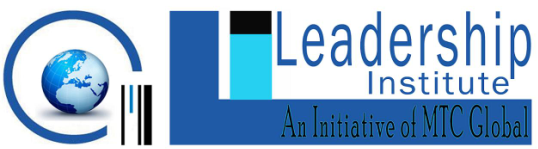 Leadership
Institute
An Initiative of MTC Global